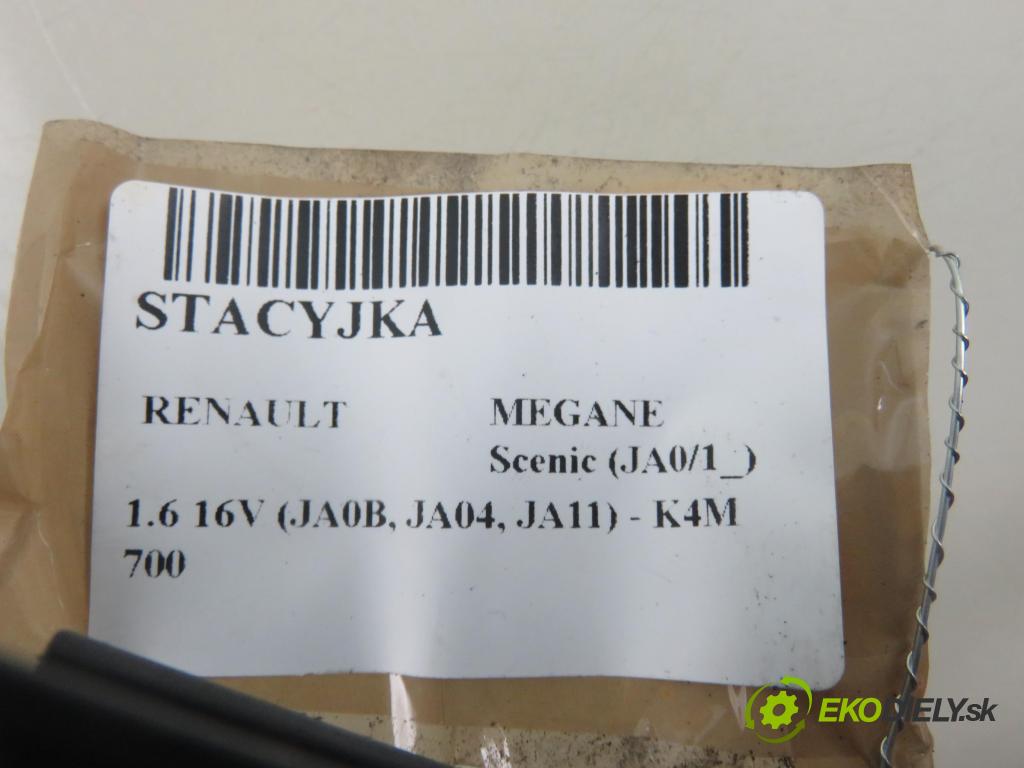 STACYJKA
RENAULT MEGANE
Scenic (JA0/1_)
1.6 16V (JA0B, JA04, JA11) - K4M
700
EKODIELY.sk